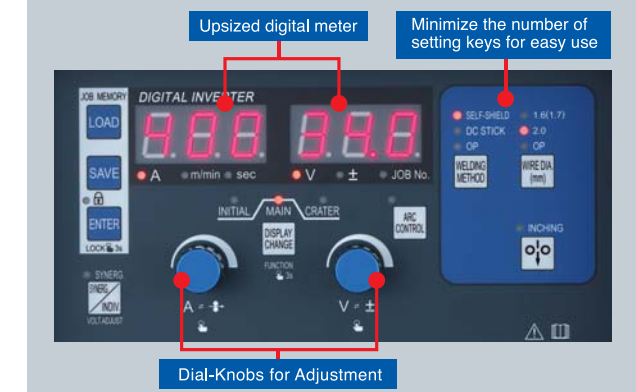 Upsized digital meter
Minimize the number of
setting keys for easy use
JOB MEMORY
DIGITAL INVERTER
LOAD
400
34.0
SELF-SHIELD
1.6(1.7)
DC STICK
2.0
OP
OP
SAVE
A
m/min
sec
V
±
JOB No.
WELDING
METHOD
WIRE DIA.
(mm)
ENTER
LOCK 3s
INITIAL
MAIN
CRATER
DISPLAY
CHANGE
ARC
CONTROL
INCHING
FUNCTION
3s
SYNERG.
SYNERG.
INDIV.
VOLT ADJUST
A
V
±
Dial-Knobs for Adjustment